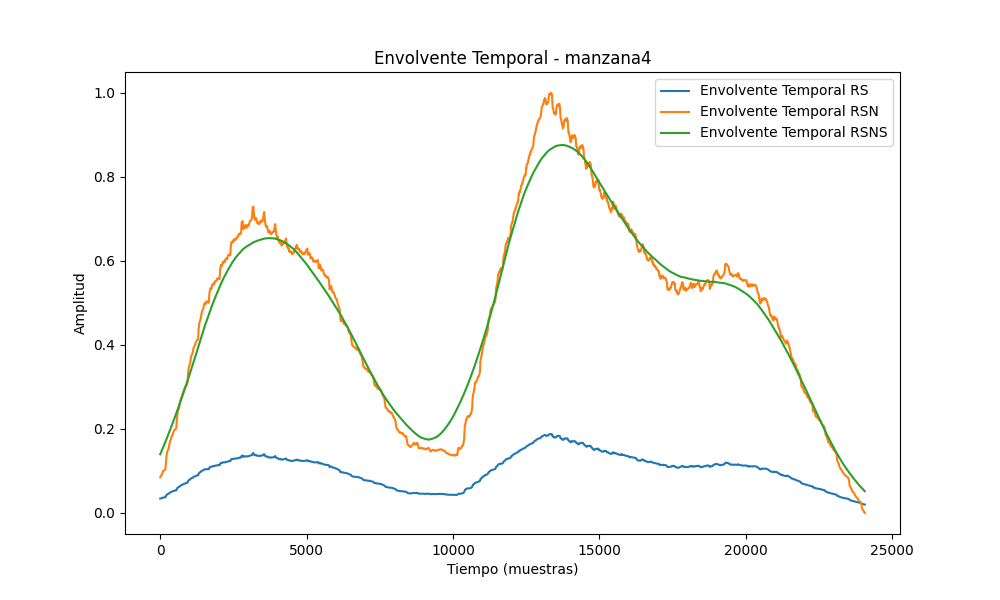 Envolvente Temporal - manzana4
Envolvente Temporal RS
Envolvente Temporal RSN
Envolvente Temporal RSNS
Amplitud
1.0
0.8
0.6
0.4
0.2
0.0
0 5000 10000 15000 20000 25000
Tiempo (muestras)